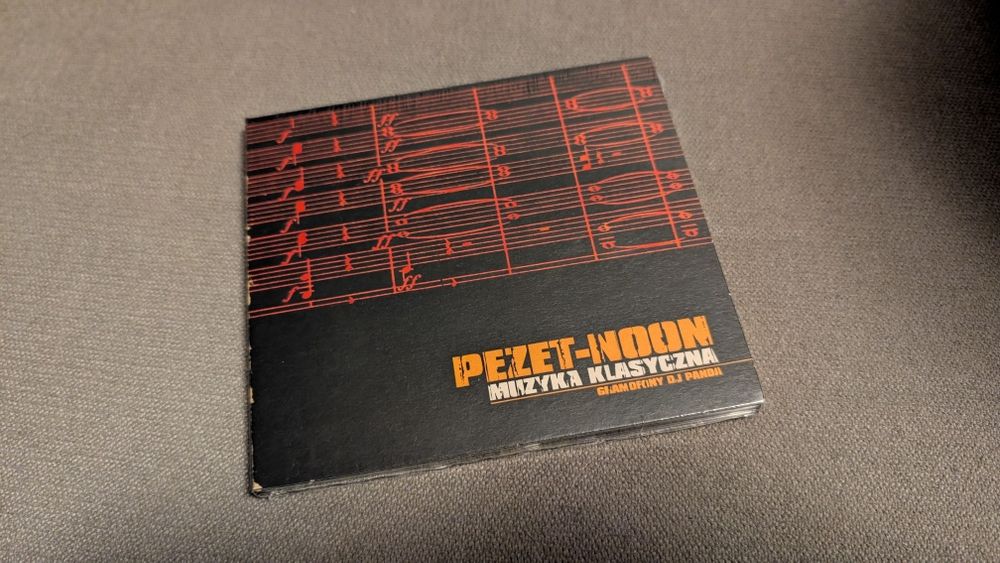 PEZET-NOON
MUZYKA KLASYCZNA
GRAMOFONY DJ PANDA